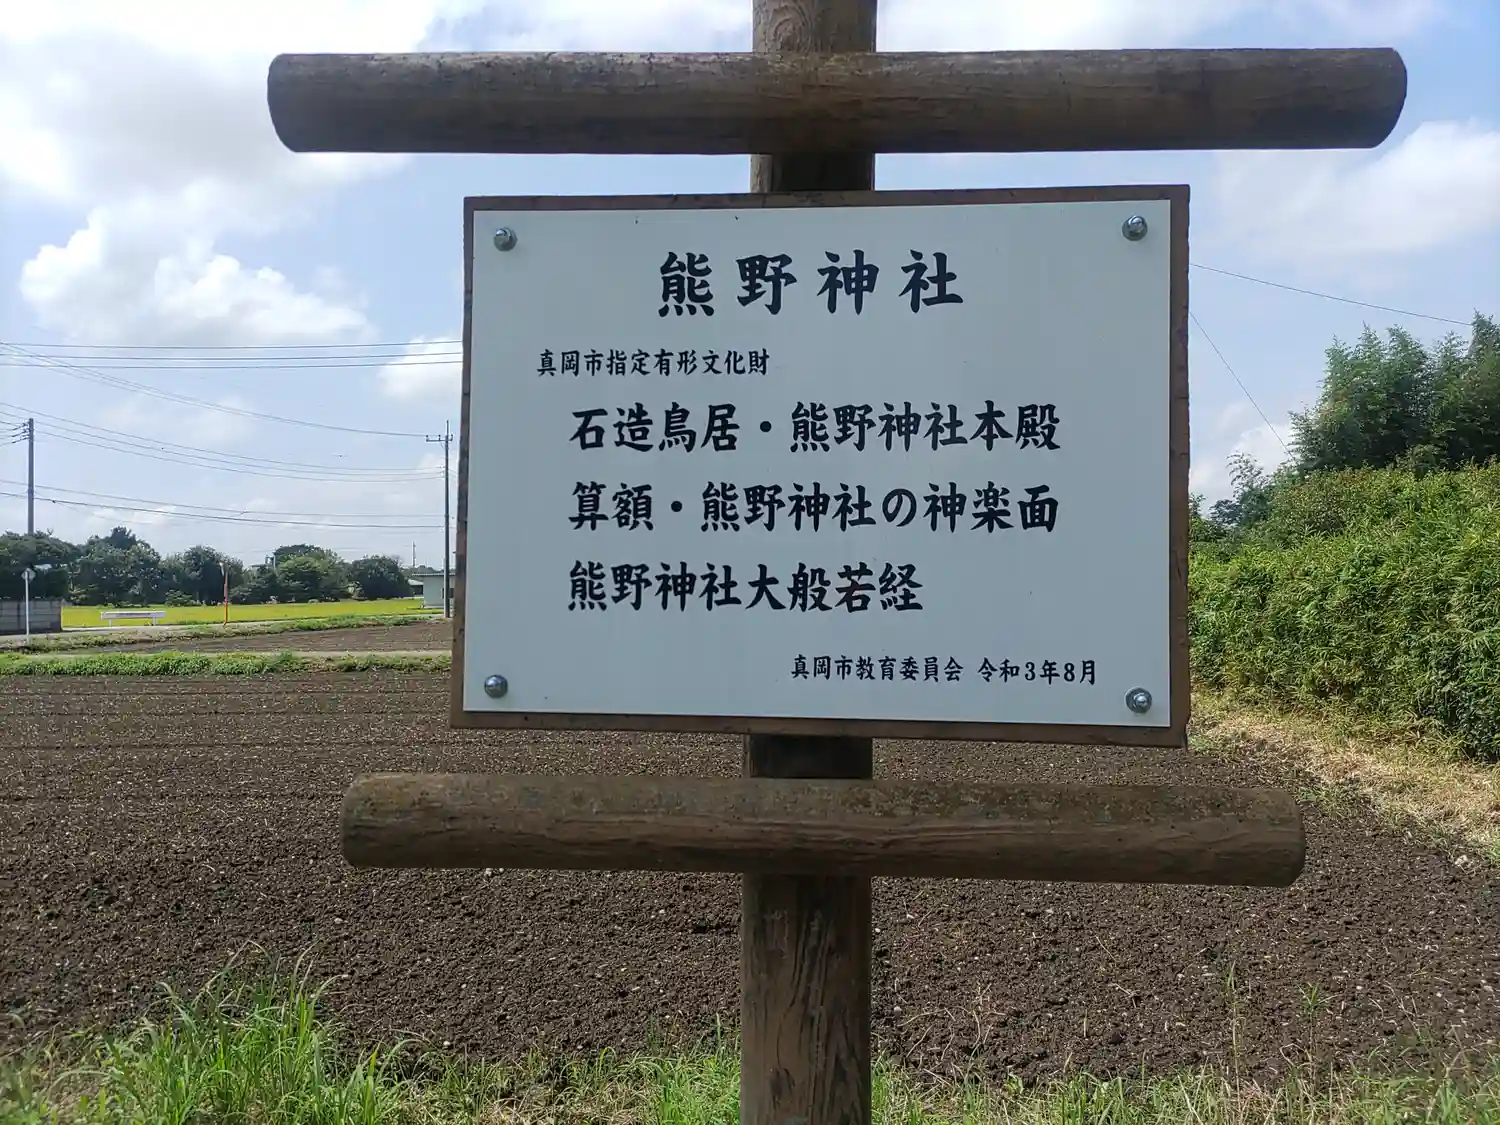 熊野神社
真岡市指定有形文化財
石造鳥居・熊野神社本殿
算額・熊野神社の神楽面
熊野神社大般若経
真岡市教育委員会 令和3年8月